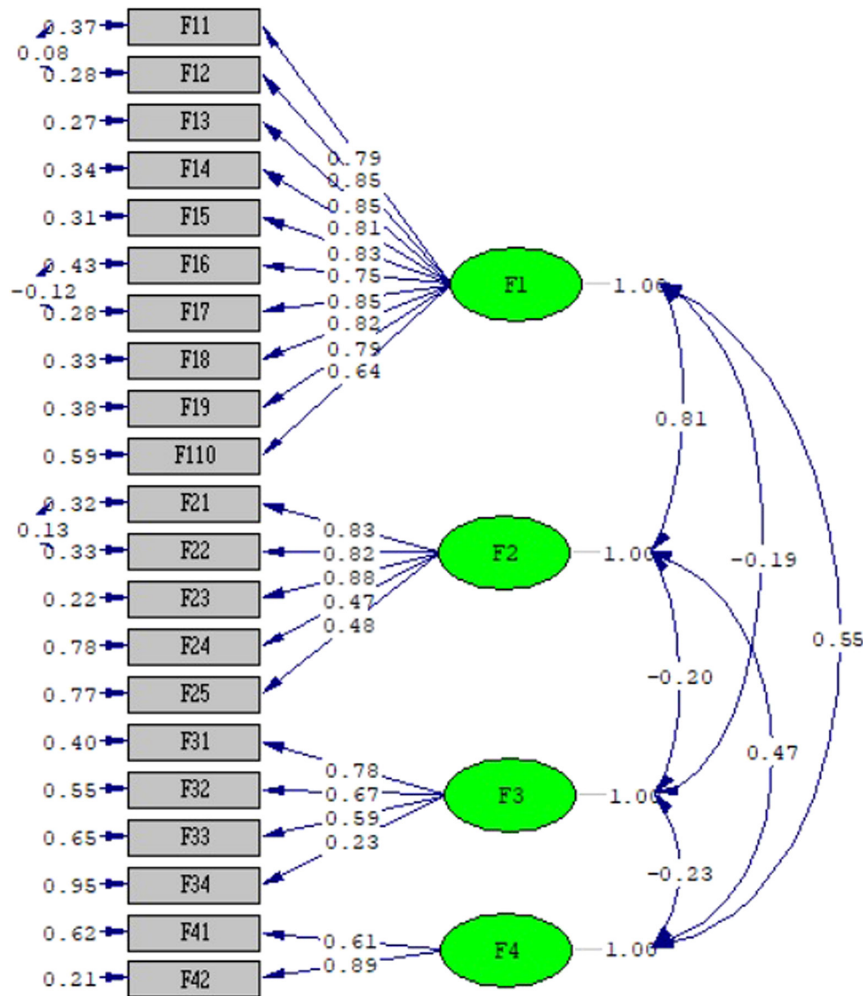 0.37 F11
0.08
0.28 F12
0.27 F13
0.79
0.34 F14
0.85
0.85
0.31 F15
0.81
0.83
0.43 F16
0.75
F1 1.00
-0.12
0.28 F17
0.85
0.82
0.33 F18
0.79
0.64
0.38 F19
0.81
0.59 F110
0.32 F21
0.13
0.83
0.33 F22
0.82
F2 1.00
-0.19
0.88
0.22 F23
0.47
0.48
0.78 F24
0.55
0.77 F25
-0.20
0.40 F31
0.47
0.78
0.55 F32
0.67
F3 1.00
0.59
0.65 F33
0.23
0.95 F34
-0.23
0.62 F41
0.61
F4 1.00
0.89
0.21 F42